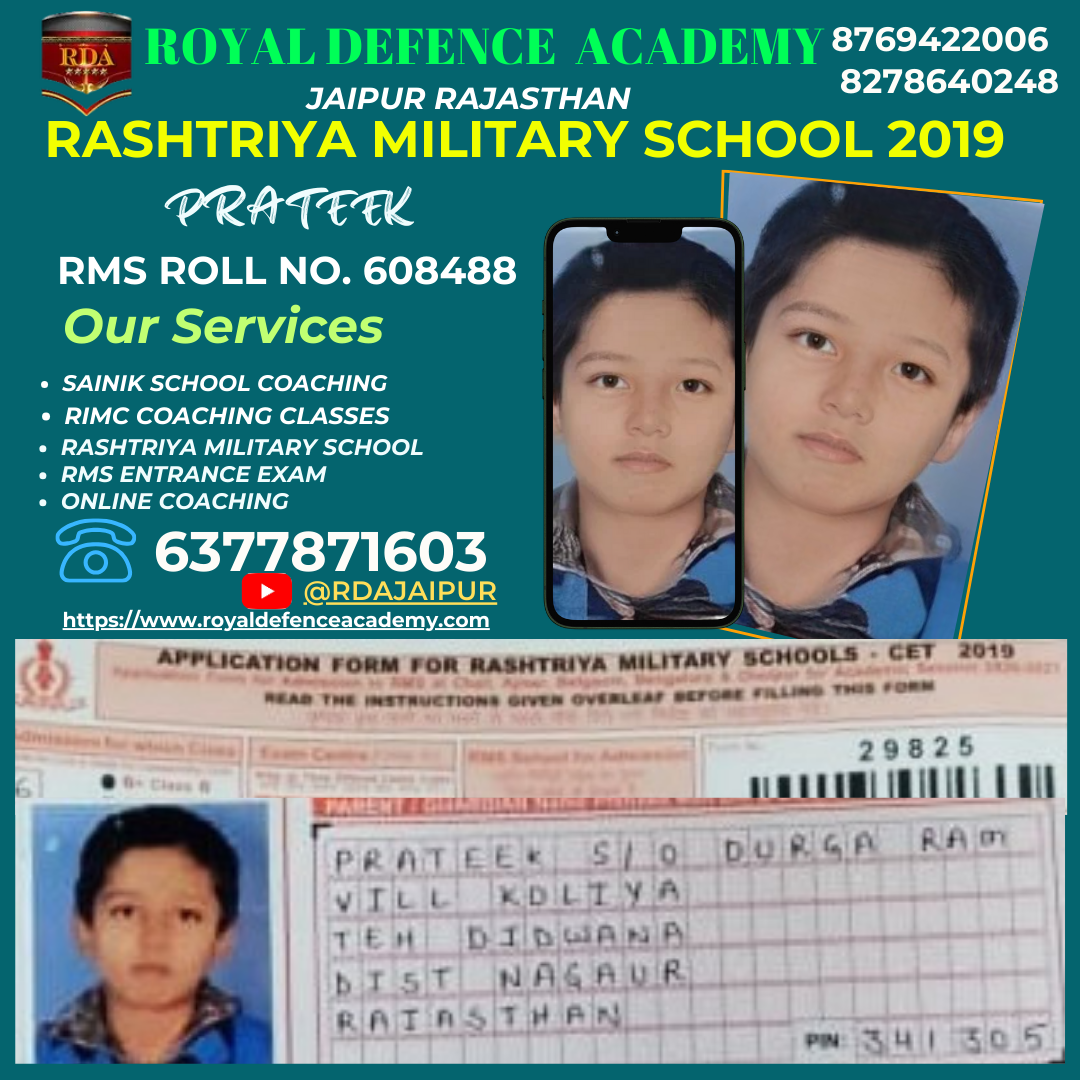 RDA
ROYAL DEFENCE ACADEMY
8769422006
8278640248
JAIPUR RAJASTHAN
RASHTRIYA MILITARY SCHOOL 2019
PRATEEK
RMS ROLL NO. 608488
Our Services
• SAINIK SCHOOL COACHING
• RIMC COACHING CLASSES
• RASHTRIYA MILITARY SCHOOL
• RMS ENTRANCE EXAM
• ONLINE COACHING
6377871603
@RDAJAIPUR
https://www.royaldefenceacademy.com
APPLICATION FORM FOR RASHTRIYA MILITARY SCHOOLS - CET 2019
READ THE INSTRUCTIONS GIVEN OVERLEAF BEFORE FILLING THIS FORM
Admissions for which Class
Exam Centre
RMS School for Admission
Form No.
29825
PARENT / GUARDIAN NAME
PRATEEK S/O DURGA RAM
VILL KOLIYA
TEH DIDWANA
DIST NAGAUR
RAJASTHAN
PIN: 341305